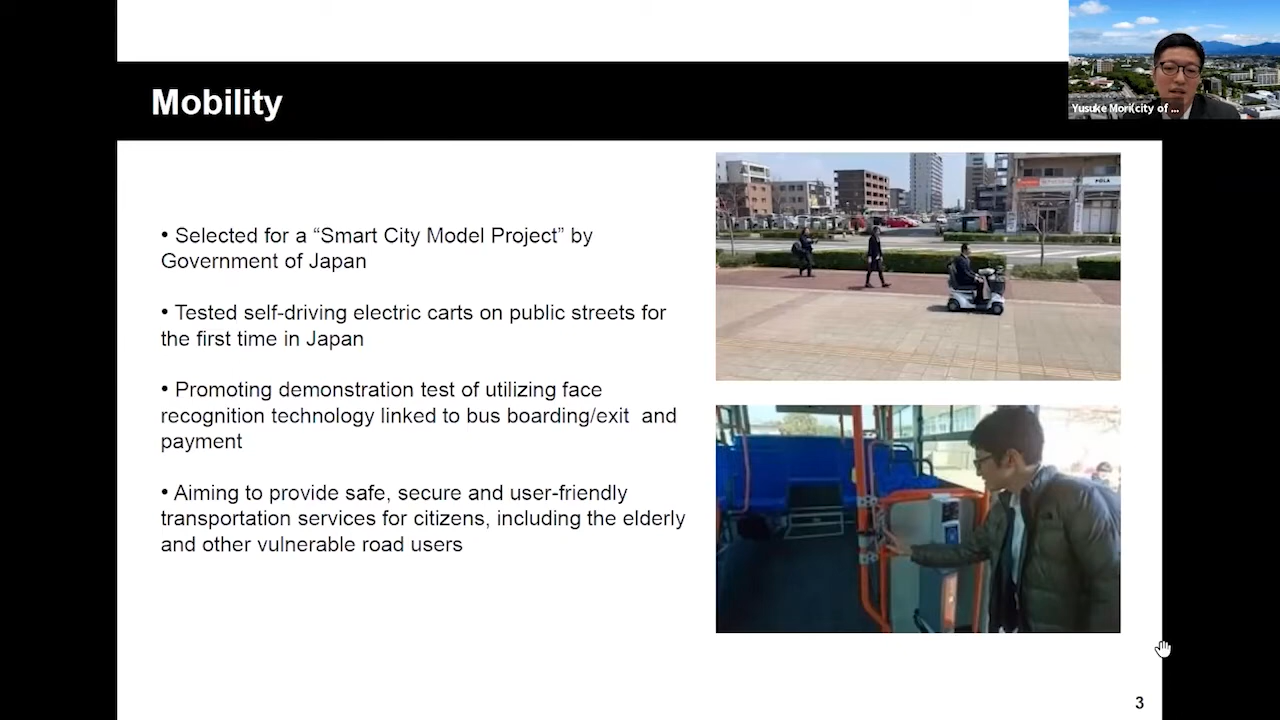 Mobility
Yusuke Mori(city of ...
• Selected for a “Smart City Model Project” by
Government of Japan
• Tested self-driving electric carts on public streets for
the first time in Japan
• Promoting demonstration test of utilizing face
recognition technology linked to bus boarding/exit and
payment
• Aiming to provide safe, secure and user-friendly
transportation services for citizens, including the elderly
and other vulnerable road users
POLA
3